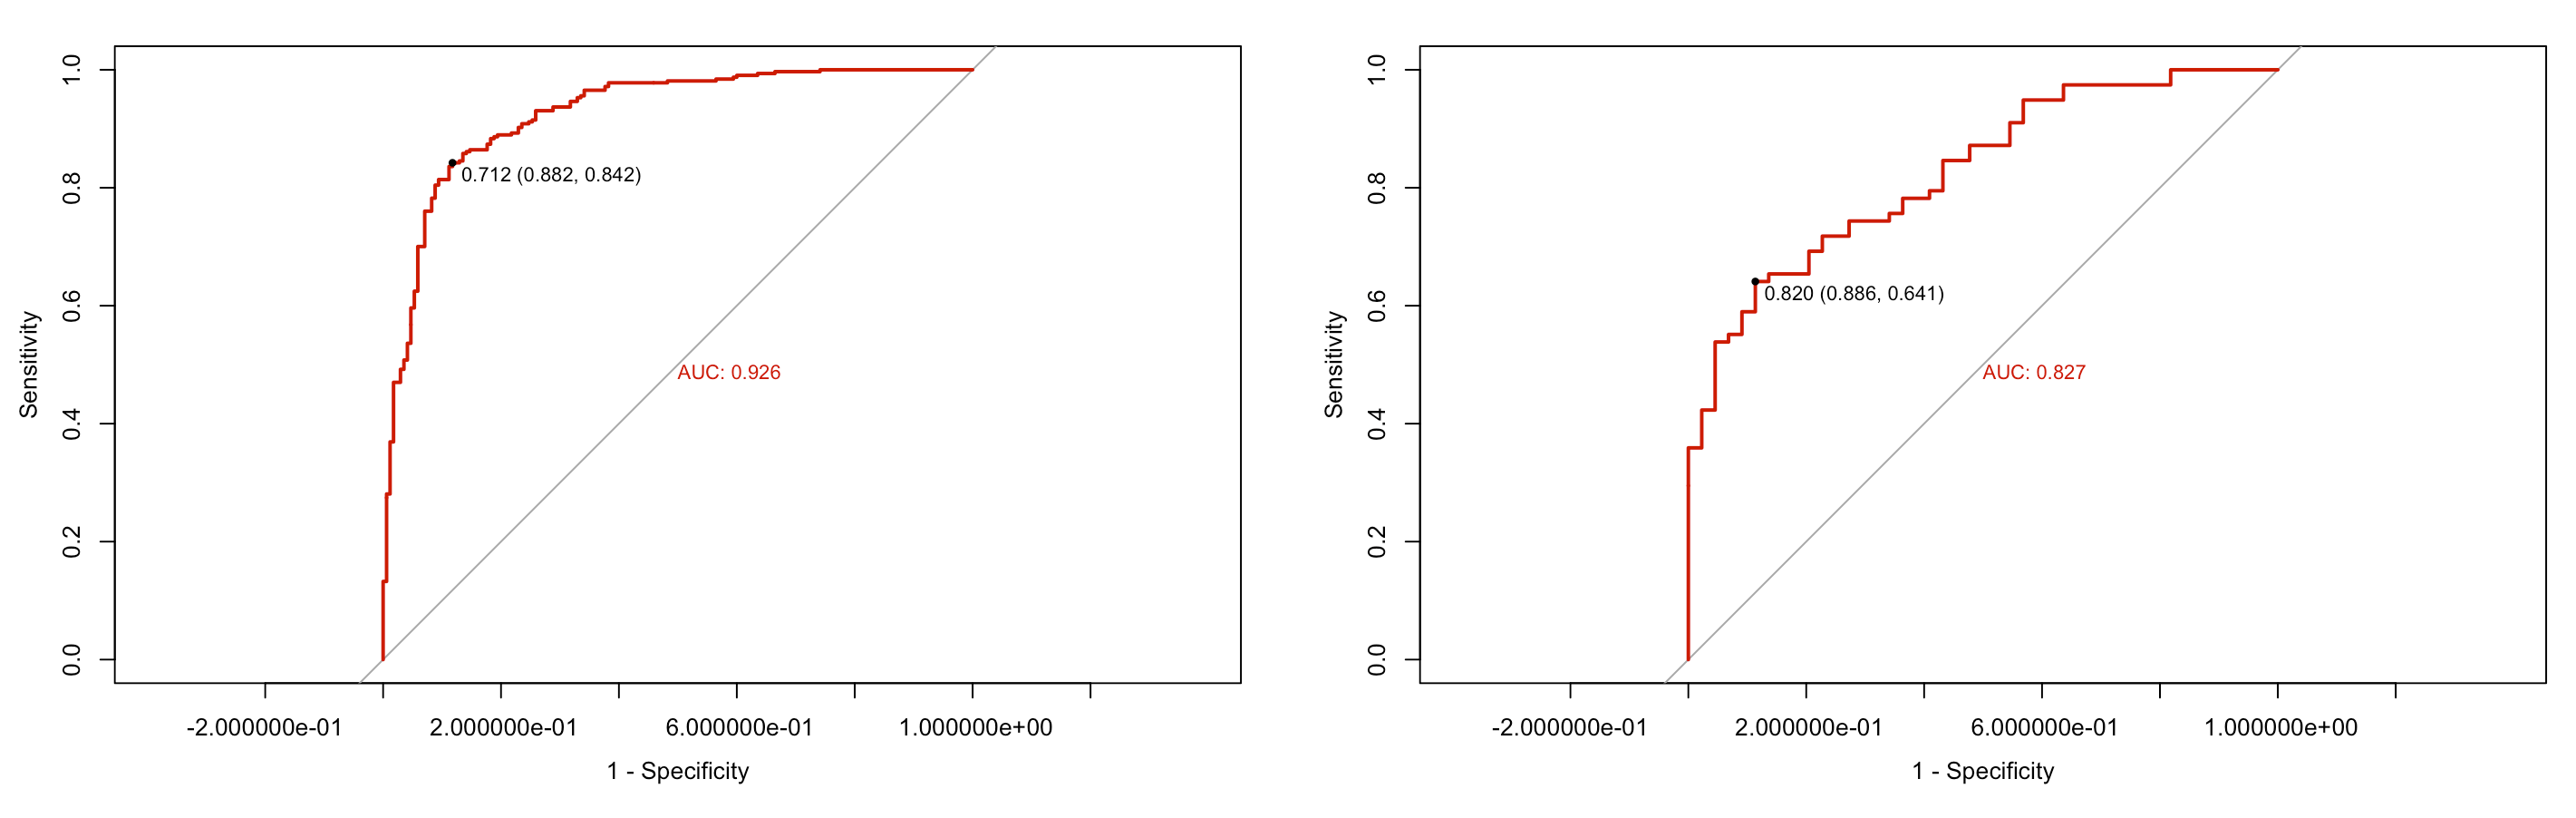 1.0
0.8
0.6
0.4
0.2
0.0
Sensitivity
0.712 (0.882, 0.842)
AUC: 0.926
-2.000000e-01 2.000000e-01 6.000000e-01 1.000000e+00
1 - Specificity
1.0
0.8
0.6
0.4
0.2
0.0
Sensitivity
0.820 (0.886, 0.641)
AUC: 0.827
-2.000000e-01 2.000000e-01 6.000000e-01 1.000000e+00
1 - Specificity